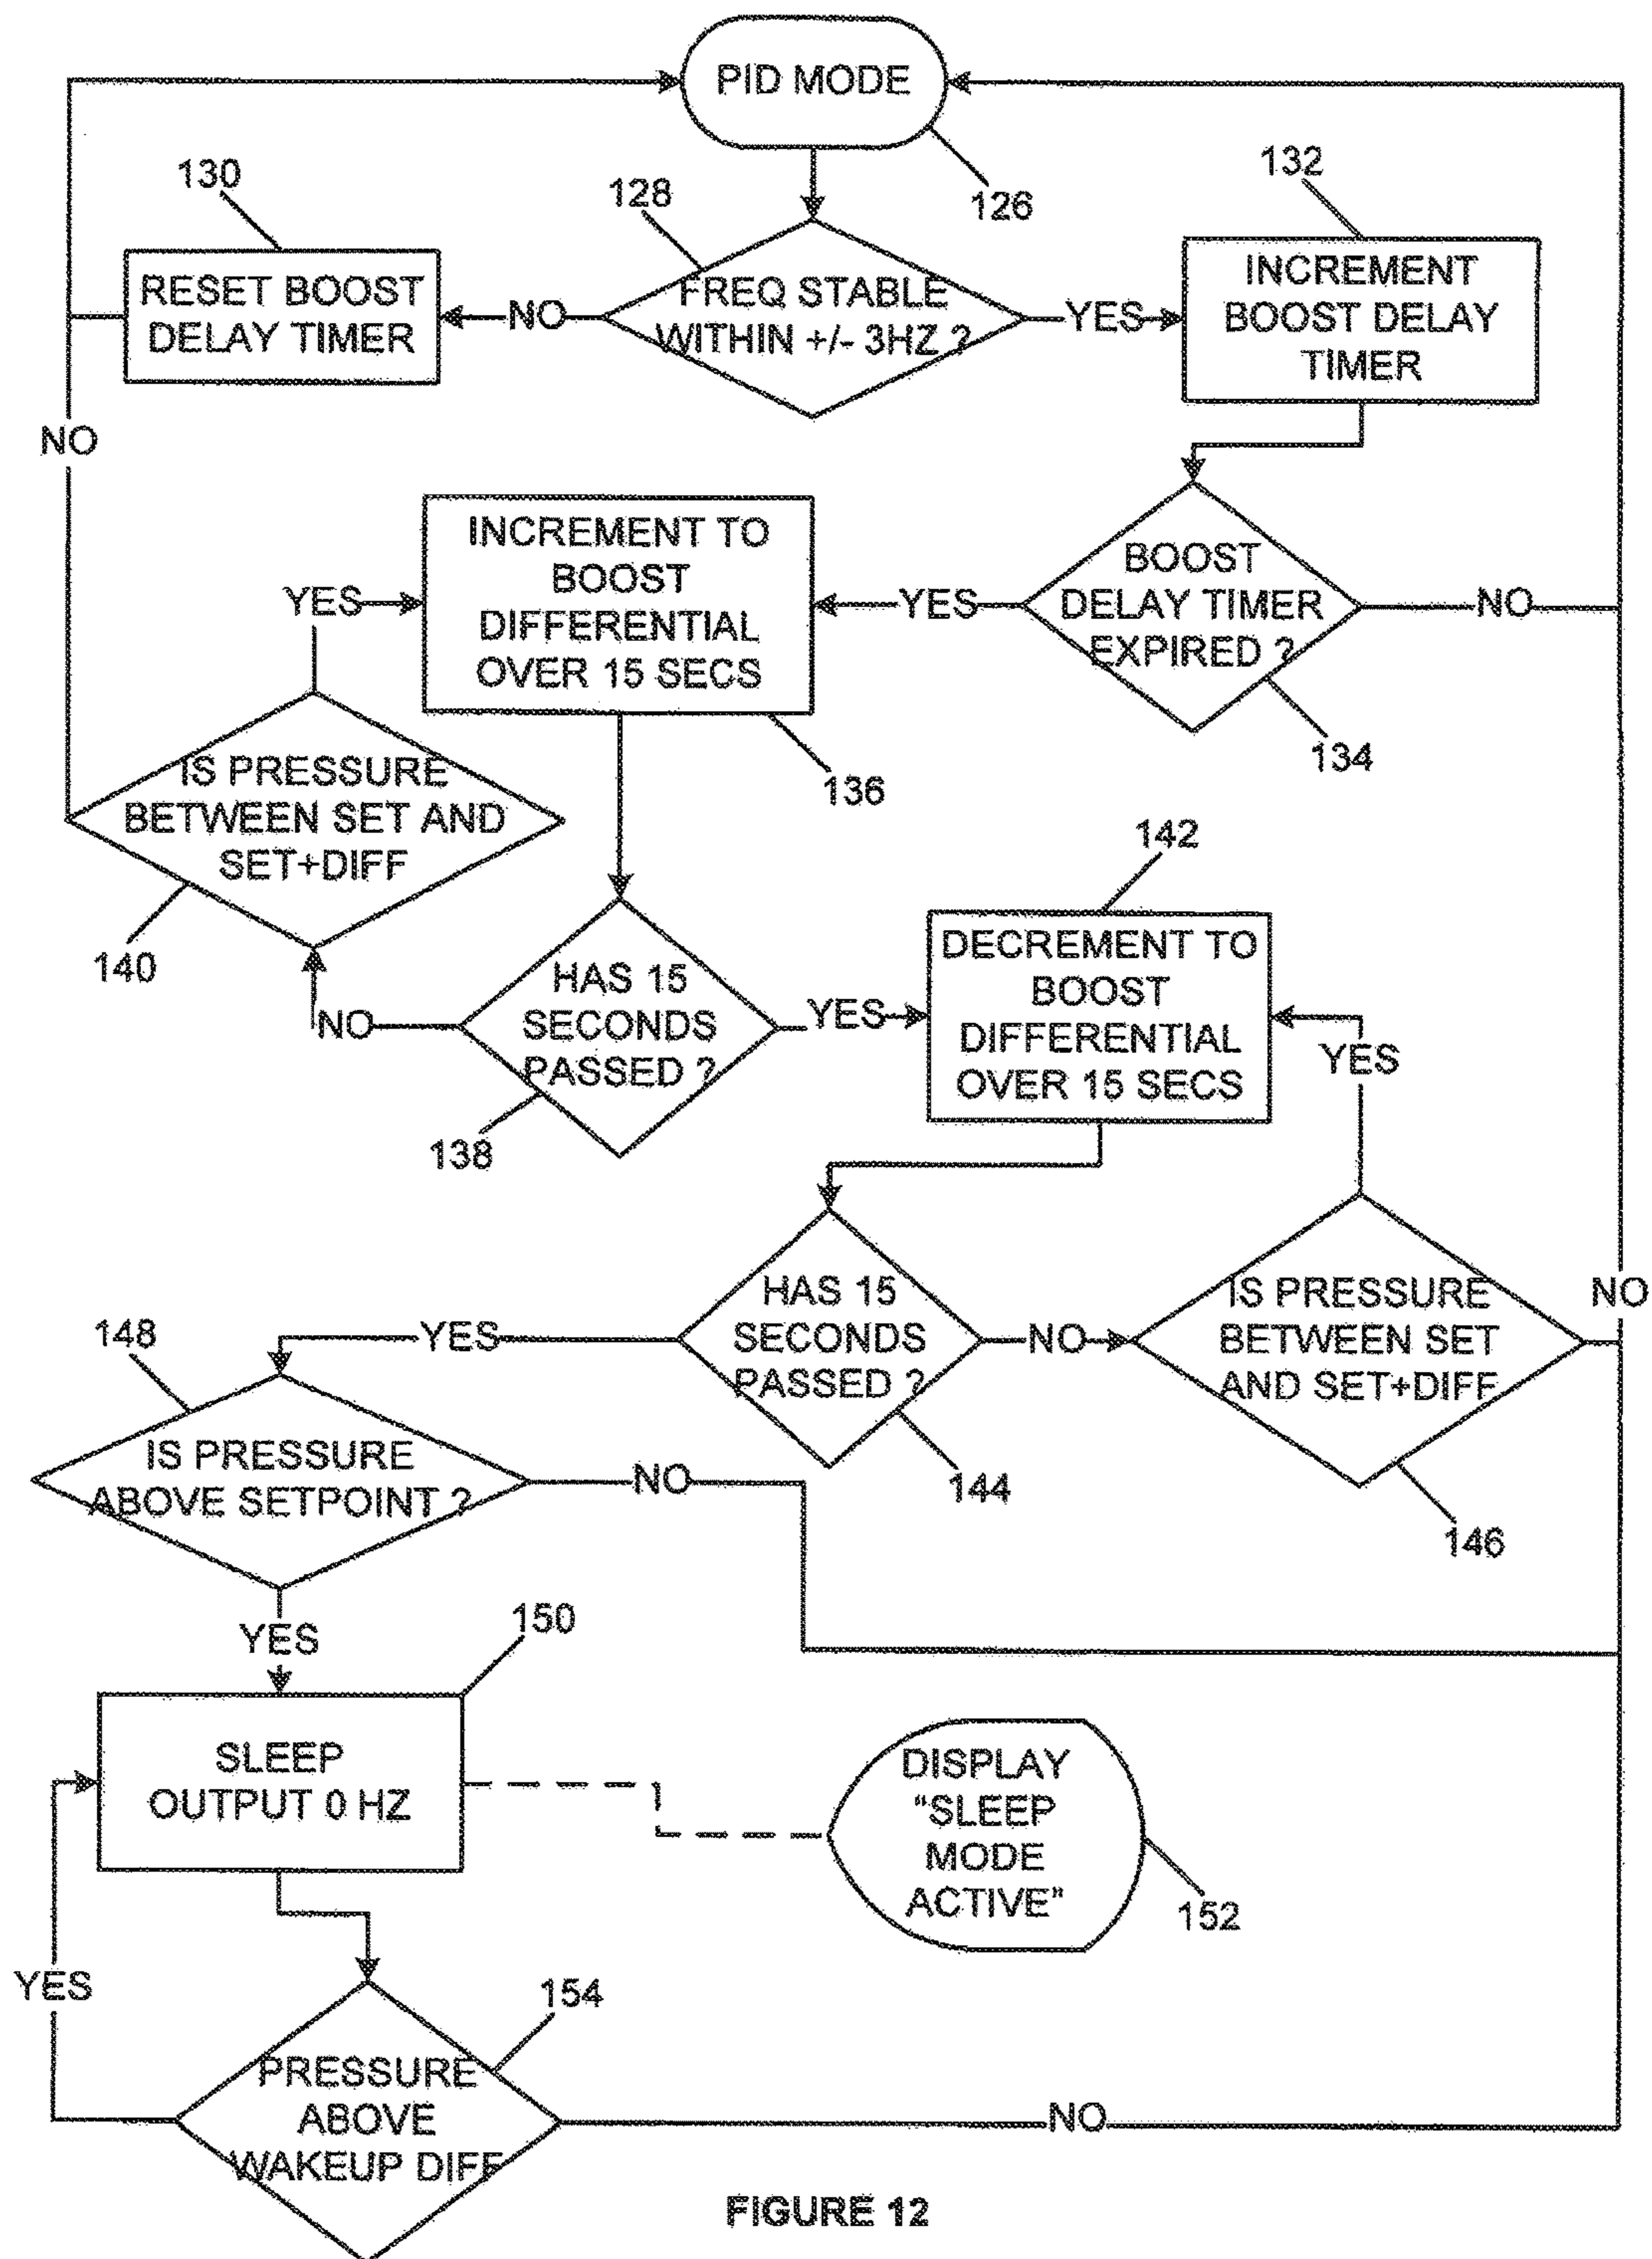 PID MODE
126
128
FREQ STABLE
WITHIN +/- 3HZ ?
NO
130
RESET BOOST
DELAY TIMER
YES
132
INCREMENT
BOOST DELAY
TIMER
NO
BOOST
DELAY TIMER
EXPIRED ?
134
NO
YES
INCREMENT TO
BOOST
DIFFERENTIAL
OVER 15 SECS
136
YES
IS PRESSURE
BETWEEN SET AND
SET+DIFF
140
NO
HAS 15
SECONDS
PASSED ?
138
YES
142
DECREMENT TO
BOOST
DIFFERENTIAL
OVER 15 SECS
YES
HAS 15
SECONDS
PASSED ?
144
NO
IS PRESSURE
BETWEEN SET
AND SET+DIFF
146
NO
YES
148
IS PRESSURE
ABOVE SETPOINT ?
NO
YES
150
SLEEP
OUTPUT 0 HZ
DISPLAY
"SLEEP
MODE
ACTIVE"
152
YES
154
PRESSURE
ABOVE
WAKEUP DIFF
NO
FIGURE 12